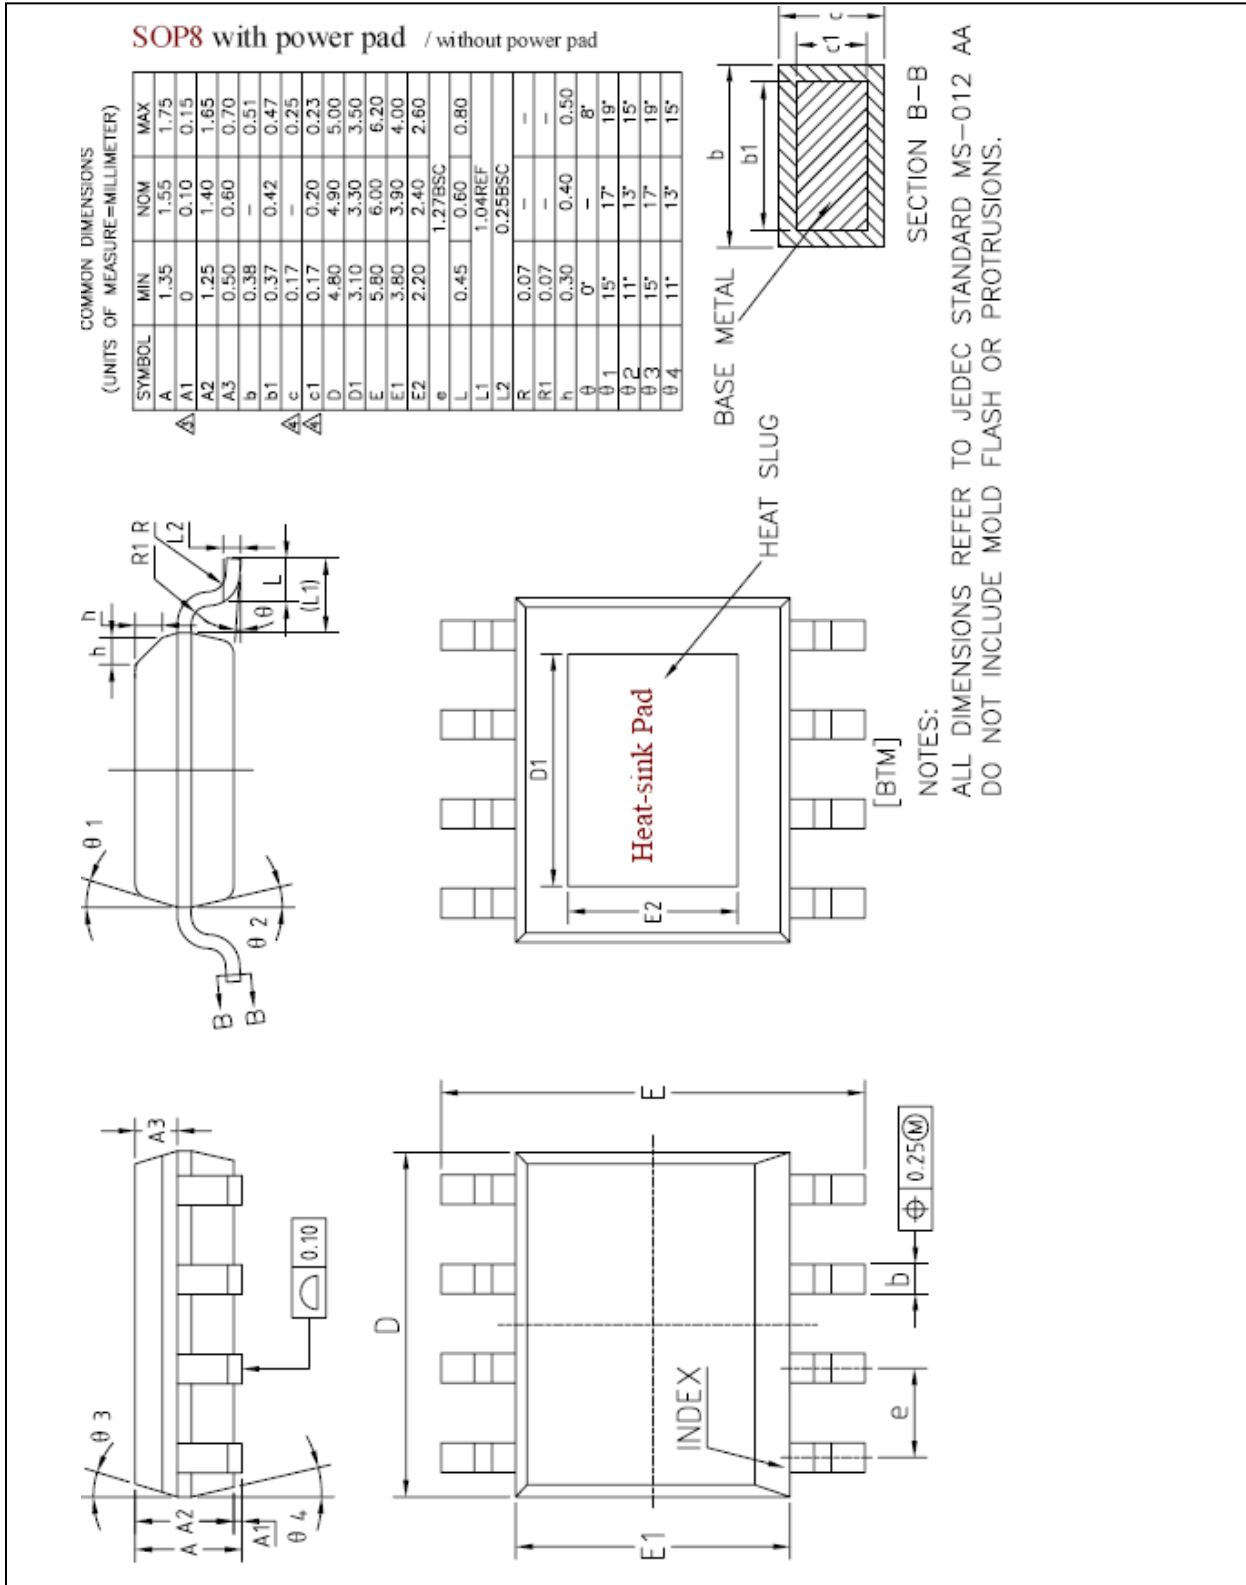 SOP8 with power pad / without power pad
COMMON DIMENSIONS
(UNITS OF MEASURE=MILLIMETER)
SYMBOL MIN NOM MAX
A 1.35 1.55 1.75
A1 0 0.10 0.15
A2 1.25 1.40 1.65
A3 0.50 0.60 0.70
b 0.38 – 0.51
b1 0.37 0.42 0.47
c 0.17 – 0.25
c1 0.17 0.20 0.23
D 4.80 4.90 5.00
D1 3.10 3.30 3.50
E 5.80 6.00 6.20
E1 3.80 3.90 4.00
E2 2.20 2.40 2.60
e 1.27BSC
L 0.45 0.60 0.80
L1 1.04REF
L2 0.25BSC
R 0.07 – –
R1 0.07 – –
h 0.30 0.40 0.50
θ 0° – 8°
θ1 15° 17° 19°
θ2 11° 13° 15°
θ3 15° 17° 19°
θ4 11° 13° 15°
b
b1
c
c1
BASE METAL
SECTION B-B
h
h
R1
R
L2
L
(L1)
θ
θ1
θ2
B
B
D1
E2
Heat-sink Pad
HEAT SLUG
[BTM]
NOTES:
ALL DIMENSIONS REFER TO JEDEC STANDARD MS-012 AA
DO NOT INCLUDE MOLD FLASH OR PROTRUSIONS.
A3
0.10
θ3
A2
A
A1
θ4
D
E
E1
INDEX
e
b
⌖ 0.25Ⓜ